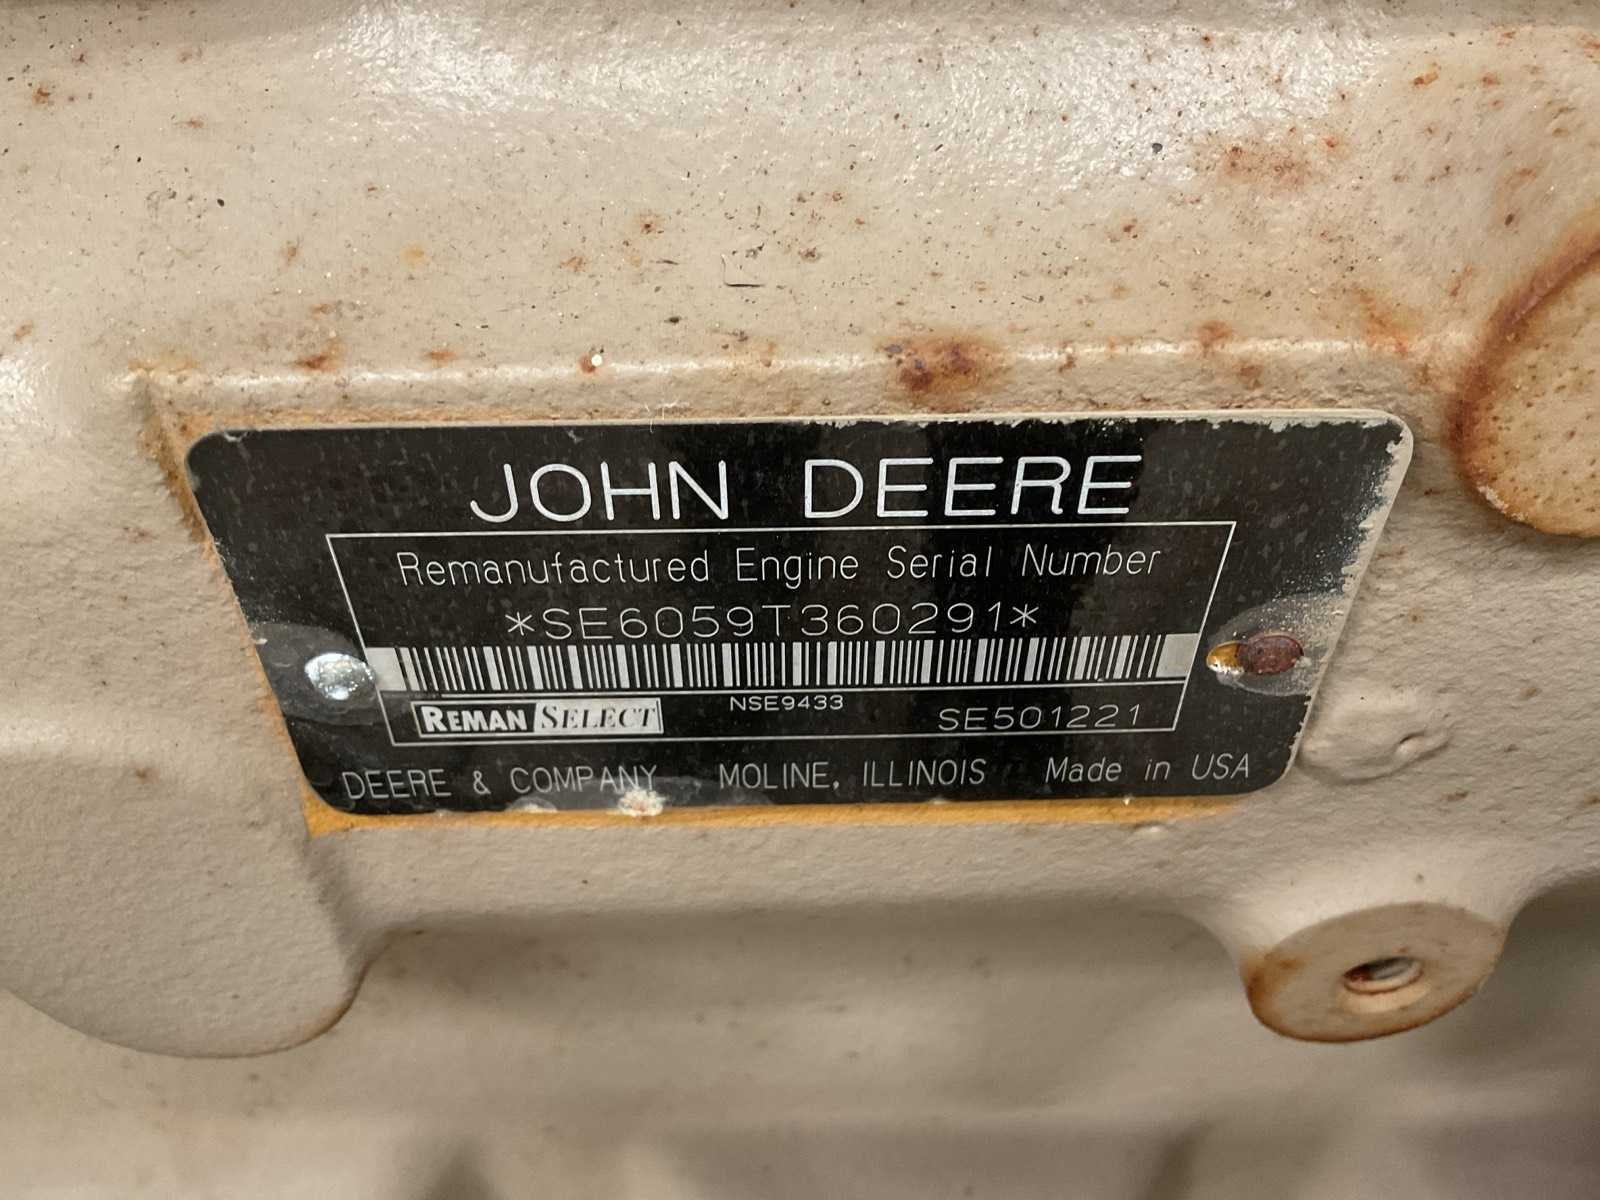 JOHN DEERE
Remanufactured Engine Serial Number
*SE6059T360291*
NSE9433
REMAN SELECT
SE501221
DEERE & COMPANY MOLINE, ILLINOIS Made in USA